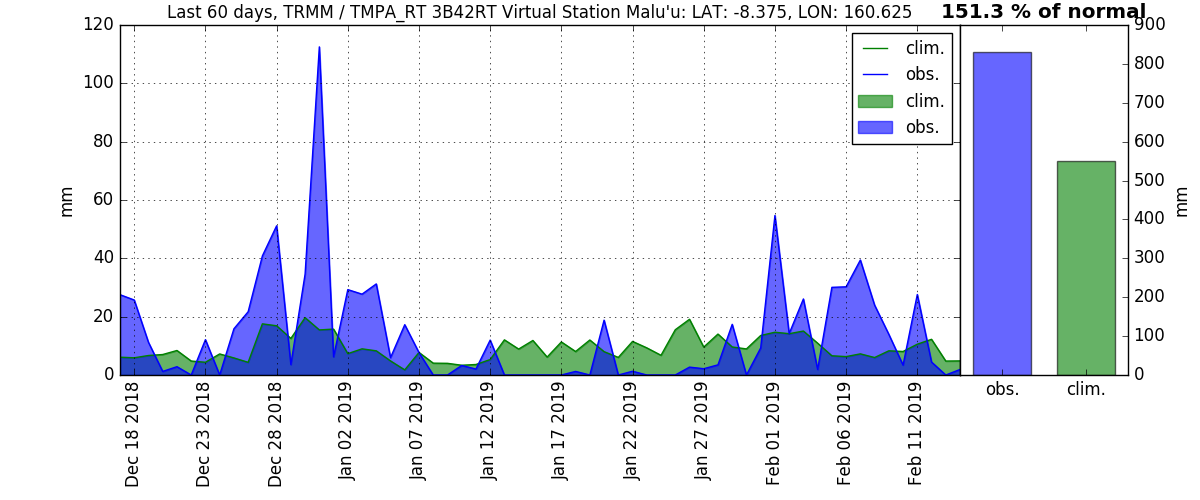 Last 60 days, TRMM / TMPA_RT 3B42RT Virtual Station Malu'u: LAT: -8.375, LON: 160.625
151.3 % of normal
120
100
80
60
40
20
0
mm
clim.
obs.
clim.
obs.
Dec 18 2018
Dec 23 2018
Dec 28 2018
Jan 02 2019
Jan 07 2019
Jan 12 2019
Jan 17 2019
Jan 22 2019
Jan 27 2019
Feb 01 2019
Feb 06 2019
Feb 11 2019
900
800
700
600
500
400
300
200
100
0
mm
obs.
clim.